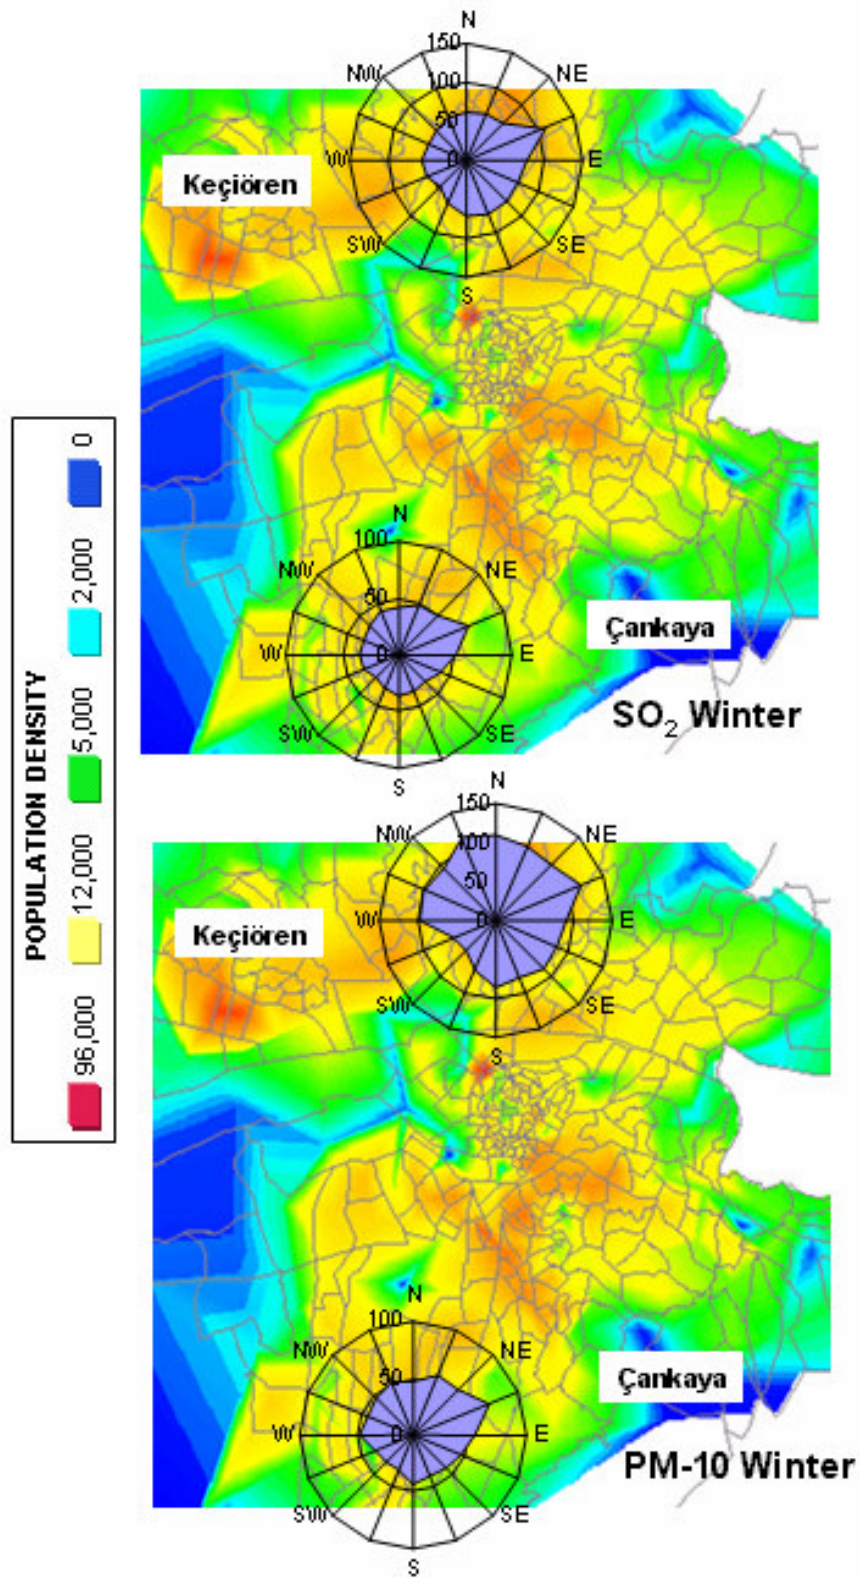 N
150
100
50
0
NW
NE
W
E
SW
SE
S
Keçiören
N
100
50
0
NW
NE
W
E
SW
SE
S
Çankaya
SO₂ Winter
POPULATION DENSITY
96,000
12,000
5,000
2,000
0
N
150
100
50
0
NW
NE
W
E
SW
SE
S
Keçiören
N
100
50
0
NW
NE
W
E
SW
SE
S
Çankaya
PM-10 Winter